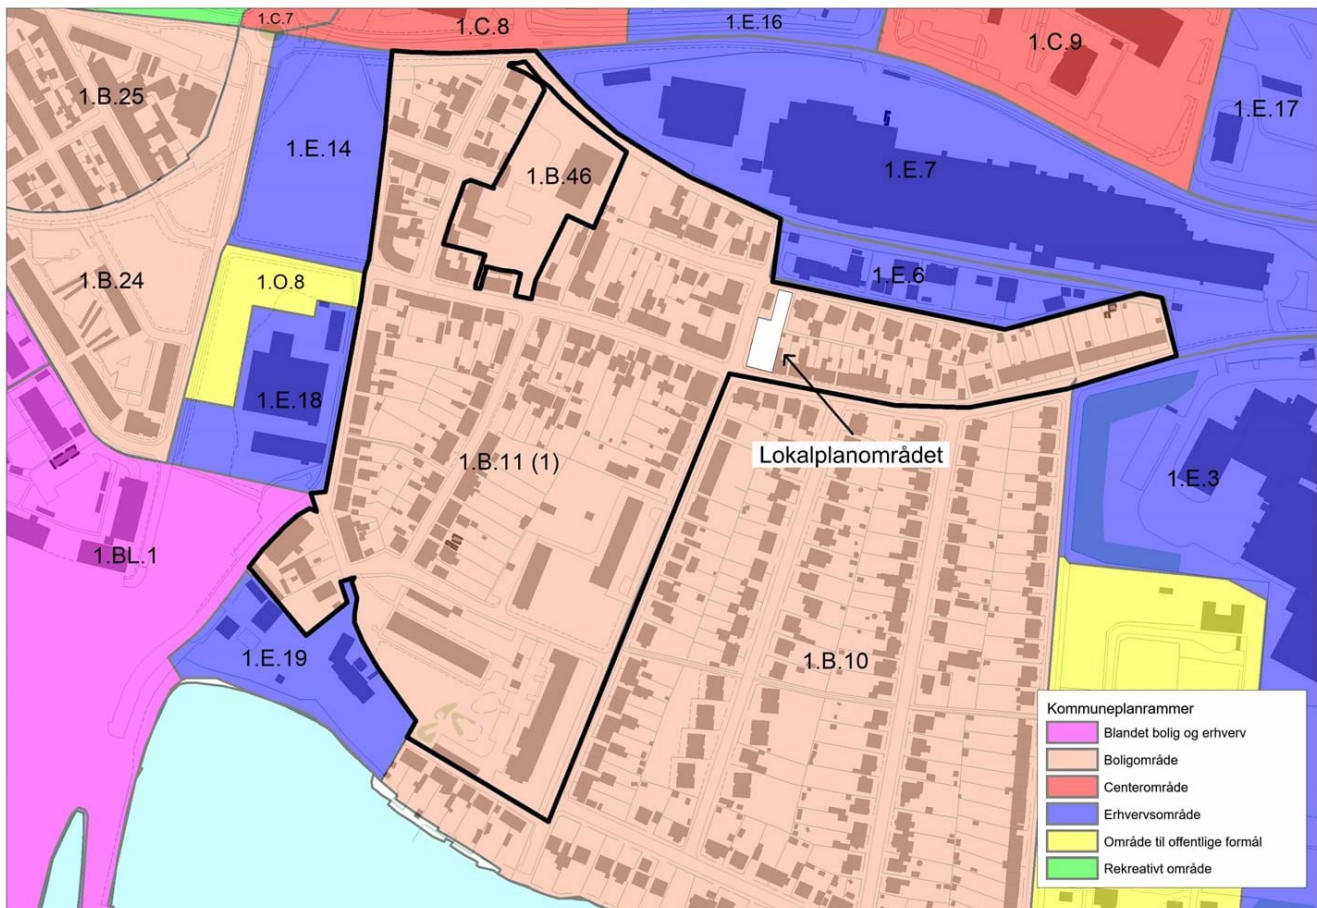 1.C.7
1.C.8
1.E.16
1.C.9
1.B.25
1.E.14
1.B.46
1.E.7
1.E.17
1.B.24
1.O.8
1.E.6
1.E.18
1.B.11 (1)
Lokalplanområdet
1.E.3
1.BL.1
1.E.19
1.B.10
Kommuneplanrammer
Blandet bolig og erhverv
Boligområde
Centerområde
Erhvervsområde
Område til offentlige formål
Rekreativt område